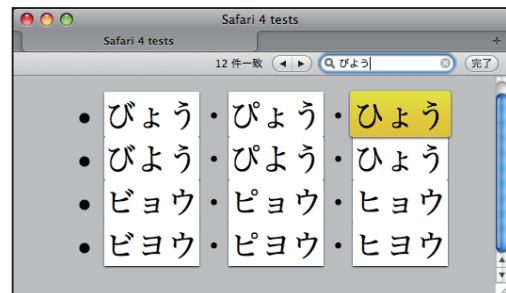 Safari 4 tests
Safari 4 tests
12 件一致 びよう 完了
• びょう • ぴょう • ひょう
• びよう • ぴよう • ひょう
• ビョウ • ピョウ • ヒョウ
• ビヨウ • ピヨウ • ヒヨウ